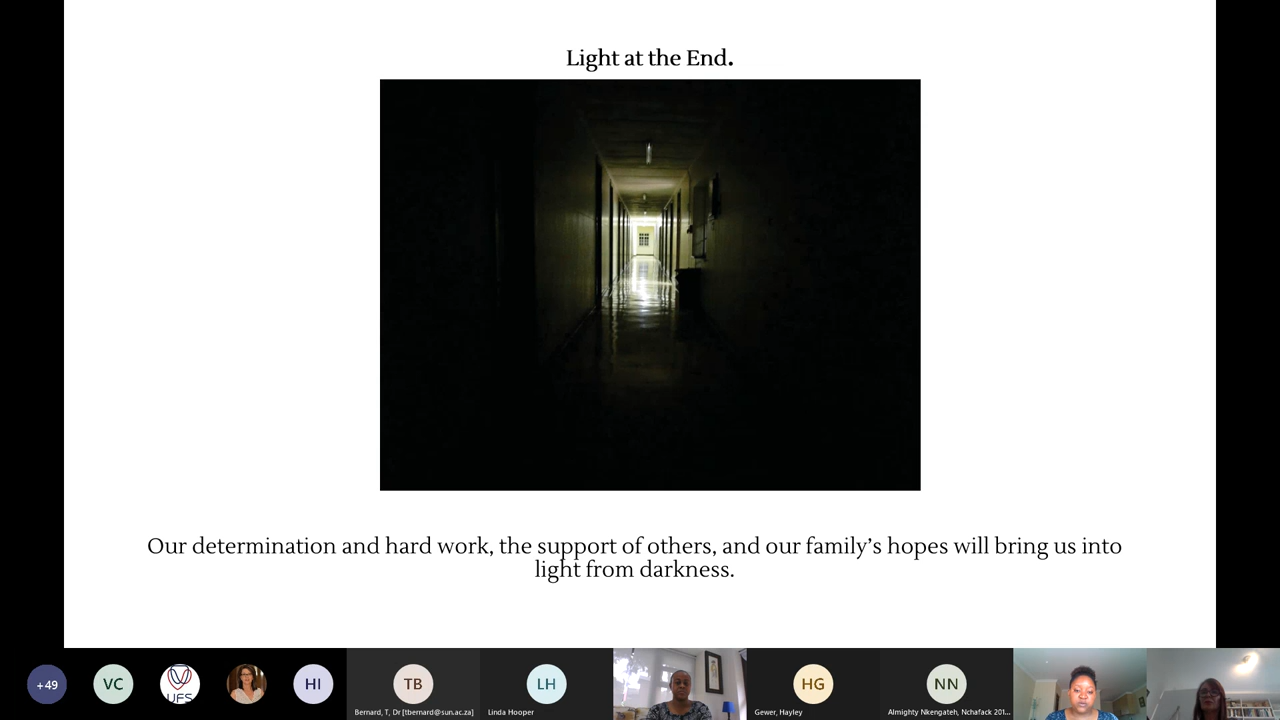 Light at the End.
Our determination and hard work, the support of others, and our family’s hopes will bring us into
light from darkness.
+49
VC
UFS
HI
TB
LH
HG
NN
Bernard, T, Dr [tbernard@sun.ac.za]
Linda Hooper
Gewer, Hayley
Almighty Nkengateh, Nchafack 201...